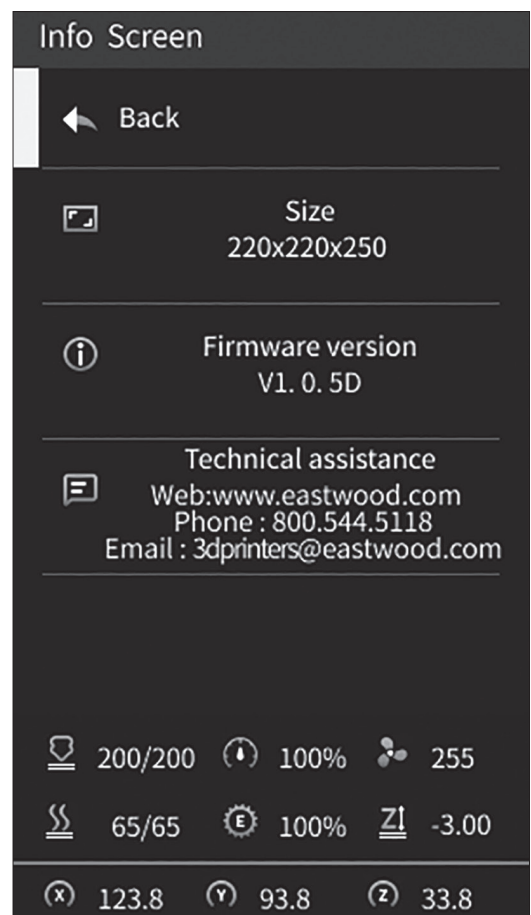 Info Screen
Back
Size
220x220x250
Firmware version
V1. 0. 5D
Technical assistance
Web:www.eastwood.com
Phone : 800.544.5118
Email : 3dprinters@eastwood.com
200/200 100% 255
65/65 E 100% Z -3.00
X 123.8 Y 93.8 Z 33.8